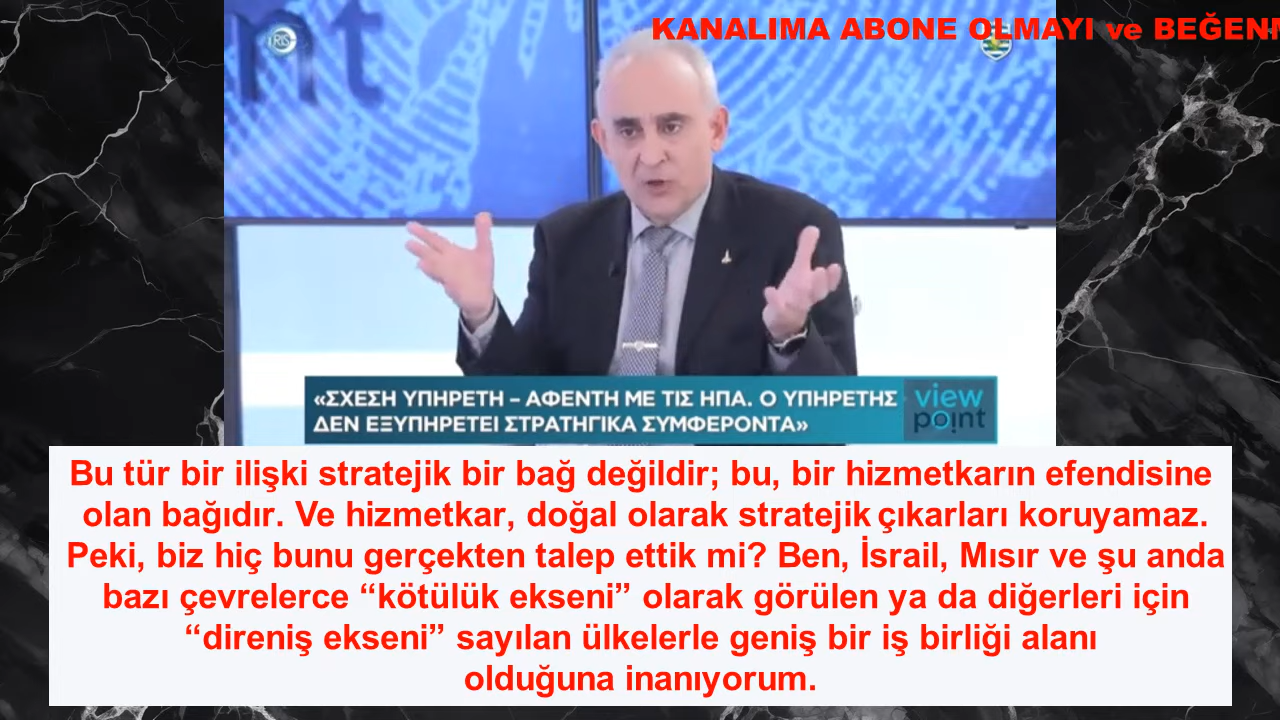 KANALIMA ABONE OLMAYI ve BEĞENM
nt
IRIS
«ΣΧΕΣΗ ΥΠΗΡΕΤΗ – ΑΦΕΝΤΗ ΜΕ ΤΙΣ ΗΠΑ. Ο ΥΠΗΡΕΤΗΣ
ΔΕΝ ΕΞΥΠΗΡΕΤΕΙ ΣΤΡΑΤΗΓΙΚΑ ΣΥΜΦΕΡΟΝΤΑ»
view
point
Bu tür bir ilişki stratejik bir bağ değildir; bu, bir hizmetkarın efendisine
olan bağıdır. Ve hizmetkar, doğal olarak stratejik çıkarları koruyamaz.
Peki, biz hiç bunu gerçekten talep ettik mi? Ben, İsrail, Mısır ve şu anda
bazı çevrelerce “kötülük ekseni” olarak görülen ya da diğerleri için
“direniş ekseni” sayılan ülkelerle geniş bir iş birliği alanı
olduğuna inanıyorum.